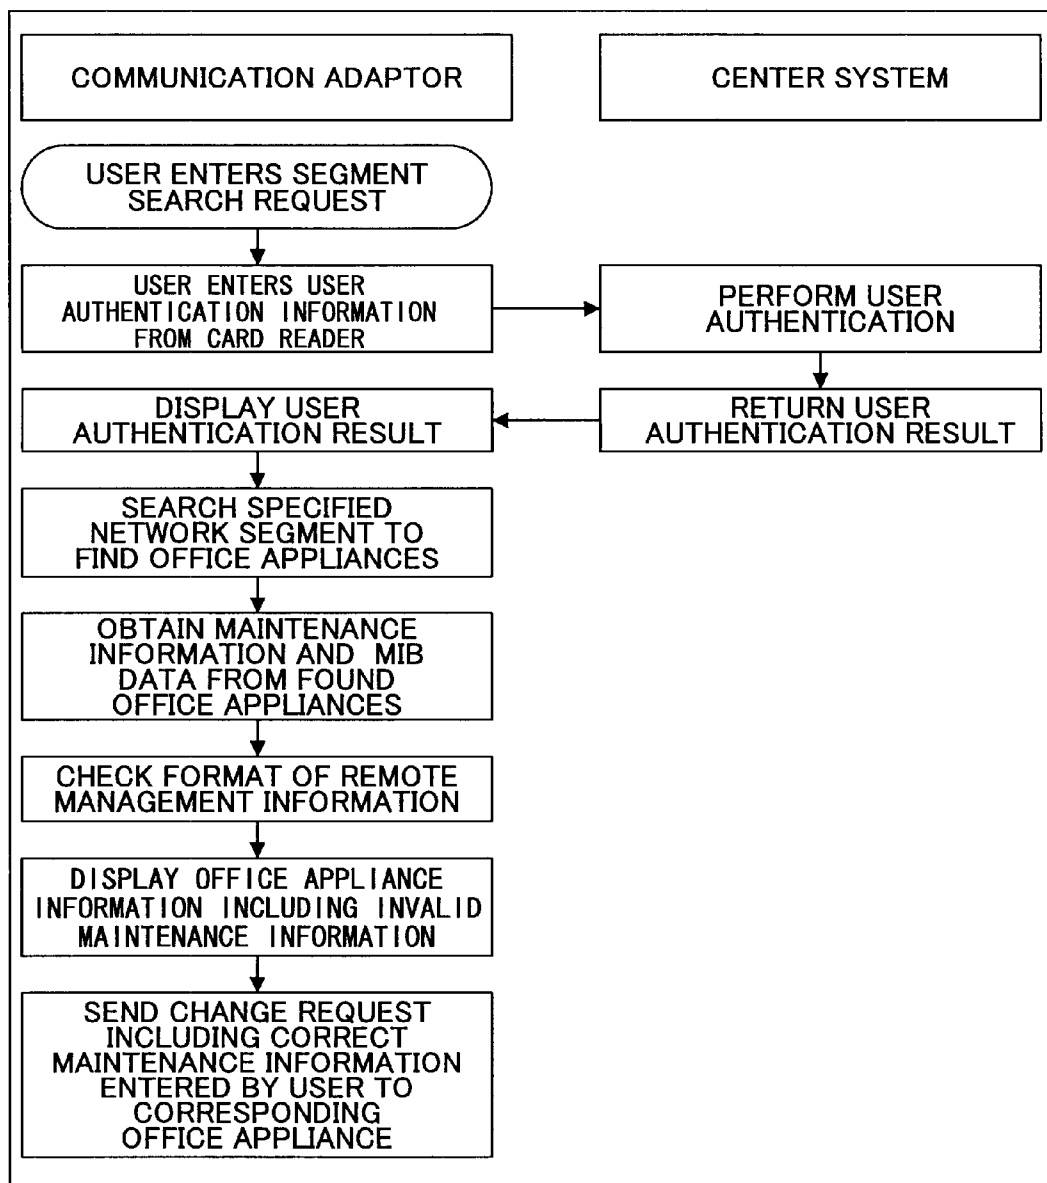 COMMUNICATION ADAPTOR
CENTER SYSTEM
USER ENTERS SEGMENT
SEARCH REQUEST
USER ENTERS USER
AUTHENTICATION INFORMATION
FROM CARD READER
PERFORM USER
AUTHENTICATION
DISPLAY USER
AUTHENTICATION RESULT
RETURN USER
AUTHENTICATION RESULT
SEARCH SPECIFIED
NETWORK SEGMENT TO
FIND OFFICE APPLIANCES
OBTAIN MAINTENANCE
INFORMATION AND MIB
DATA FROM FOUND
OFFICE APPLIANCES
CHECK FORMAT OF REMOTE
MANAGEMENT INFORMATION
DISPLAY OFFICE APPLIANCE
INFORMATION INCLUDING INVALID
MAINTENANCE INFORMATION
SEND CHANGE REQUEST
INCLUDING CORRECT
MAINTENANCE INFORMATION
ENTERED BY USER TO
CORRESPONDING
OFFICE APPLIANCE